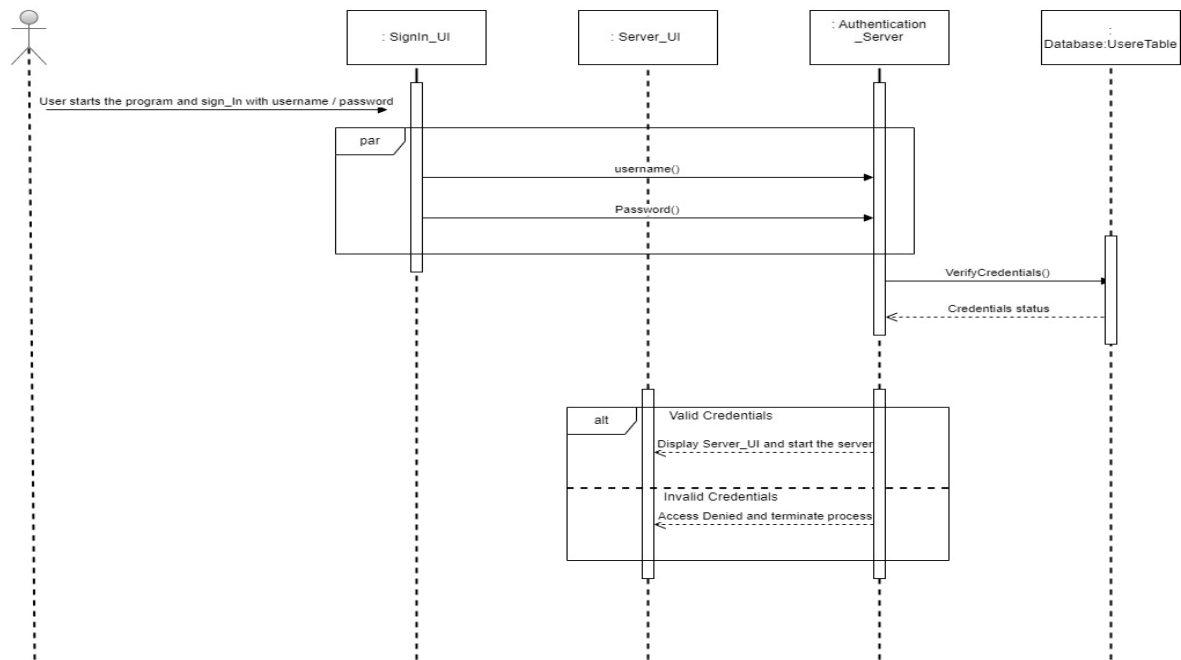 : SignIn_UI
: Server_UI
: Authentication
_Server
:
Database:UsereTable
User starts the program and sign_In with username / password
par
username()
Password()
VerifyCredentials()
Credentials status
alt
Valid Credentials
Display Server_UI and start the server
Invalid Credentials
Access Denied and terminate process